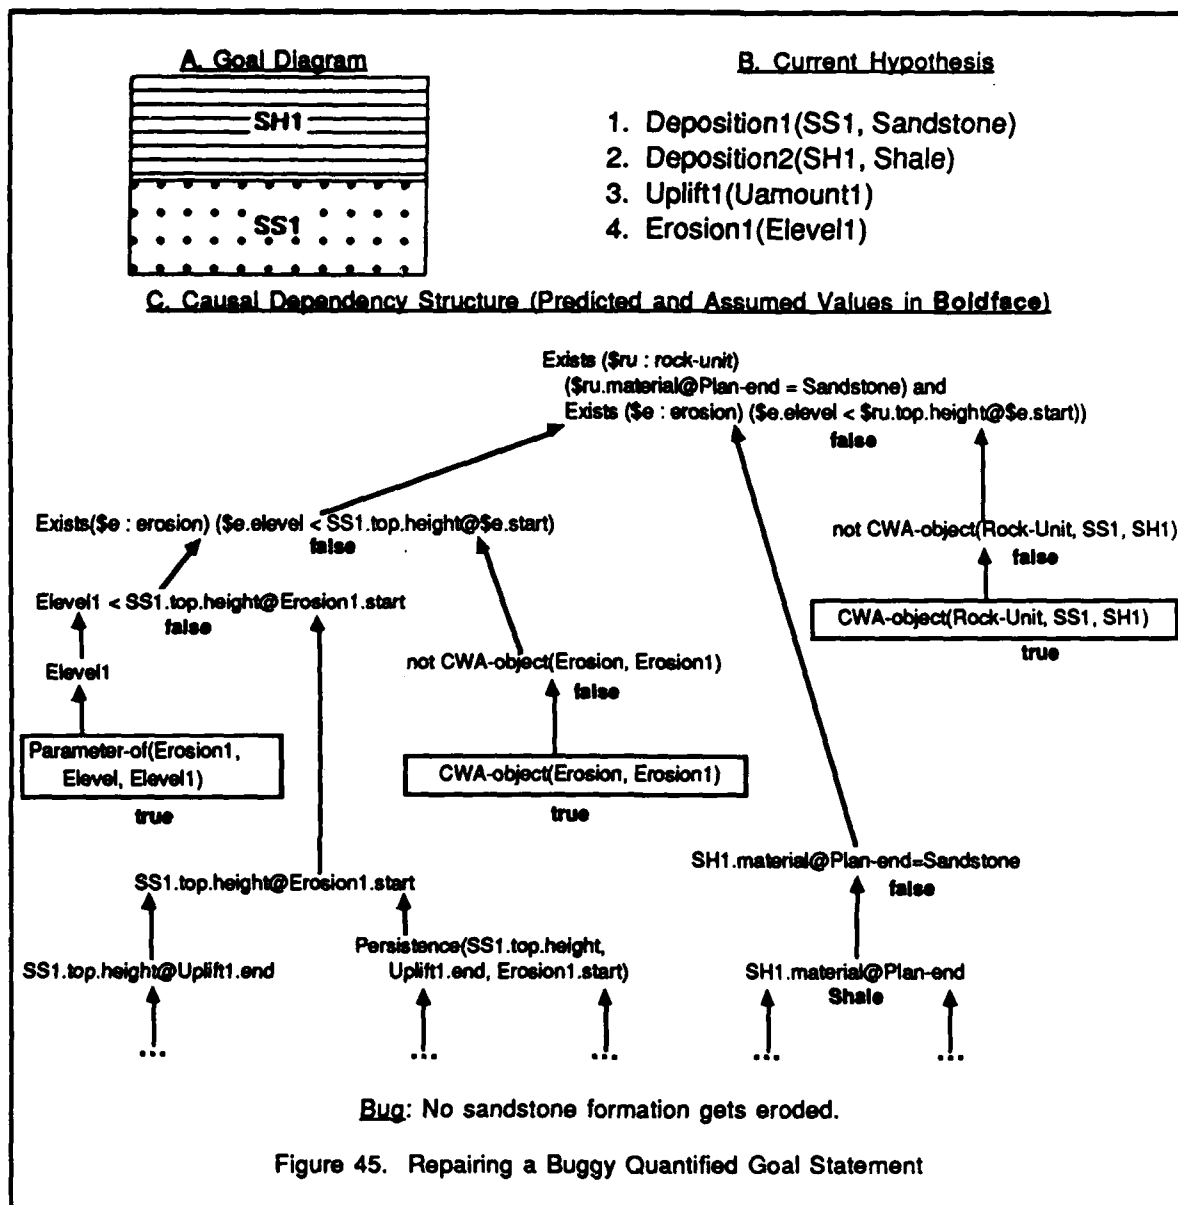 A. Goal Diagram
SH1
SS1
B. Current Hypothesis
1. Deposition1(SS1, Sandstone)
2. Deposition2(SH1, Shale)
3. Uplift1(Uamount1)
4. Erosion1(Elevel1)
C. Causal Dependency Structure (Predicted and Assumed Values in Boldface)
Exists ($ru : rock-unit)
($ru.material@Plan-end = Sandstone) and
Exists ($e : erosion) ($e.elevel < $ru.top.height@$e.start))
false
Exists($e : erosion) ($e.elevel < SS1.top.height@$e.start)
false
not CWA-object(Rock-Unit, SS1, SH1)
false
Elevel1 < SS1.top.height@Erosion1.start
false
CWA-object(Rock-Unit, SS1, SH1)
true
Elevel1
not CWA-object(Erosion, Erosion1)
false
Parameter-of(Erosion1,
Elevel, Elevel1)
true
CWA-object(Erosion, Erosion1)
true
SH1.material@Plan-end=Sandstone
false
SS1.top.height@Erosion1.start
SS1.top.height@Uplift1.end
Persistence(SS1.top.height,
Uplift1.end, Erosion1.start)
SH1.material@Plan-end
Shale
... ... ... ... ...
Bug: No sandstone formation gets eroded.
Figure 45. Repairing a Buggy Quantified Goal Statement